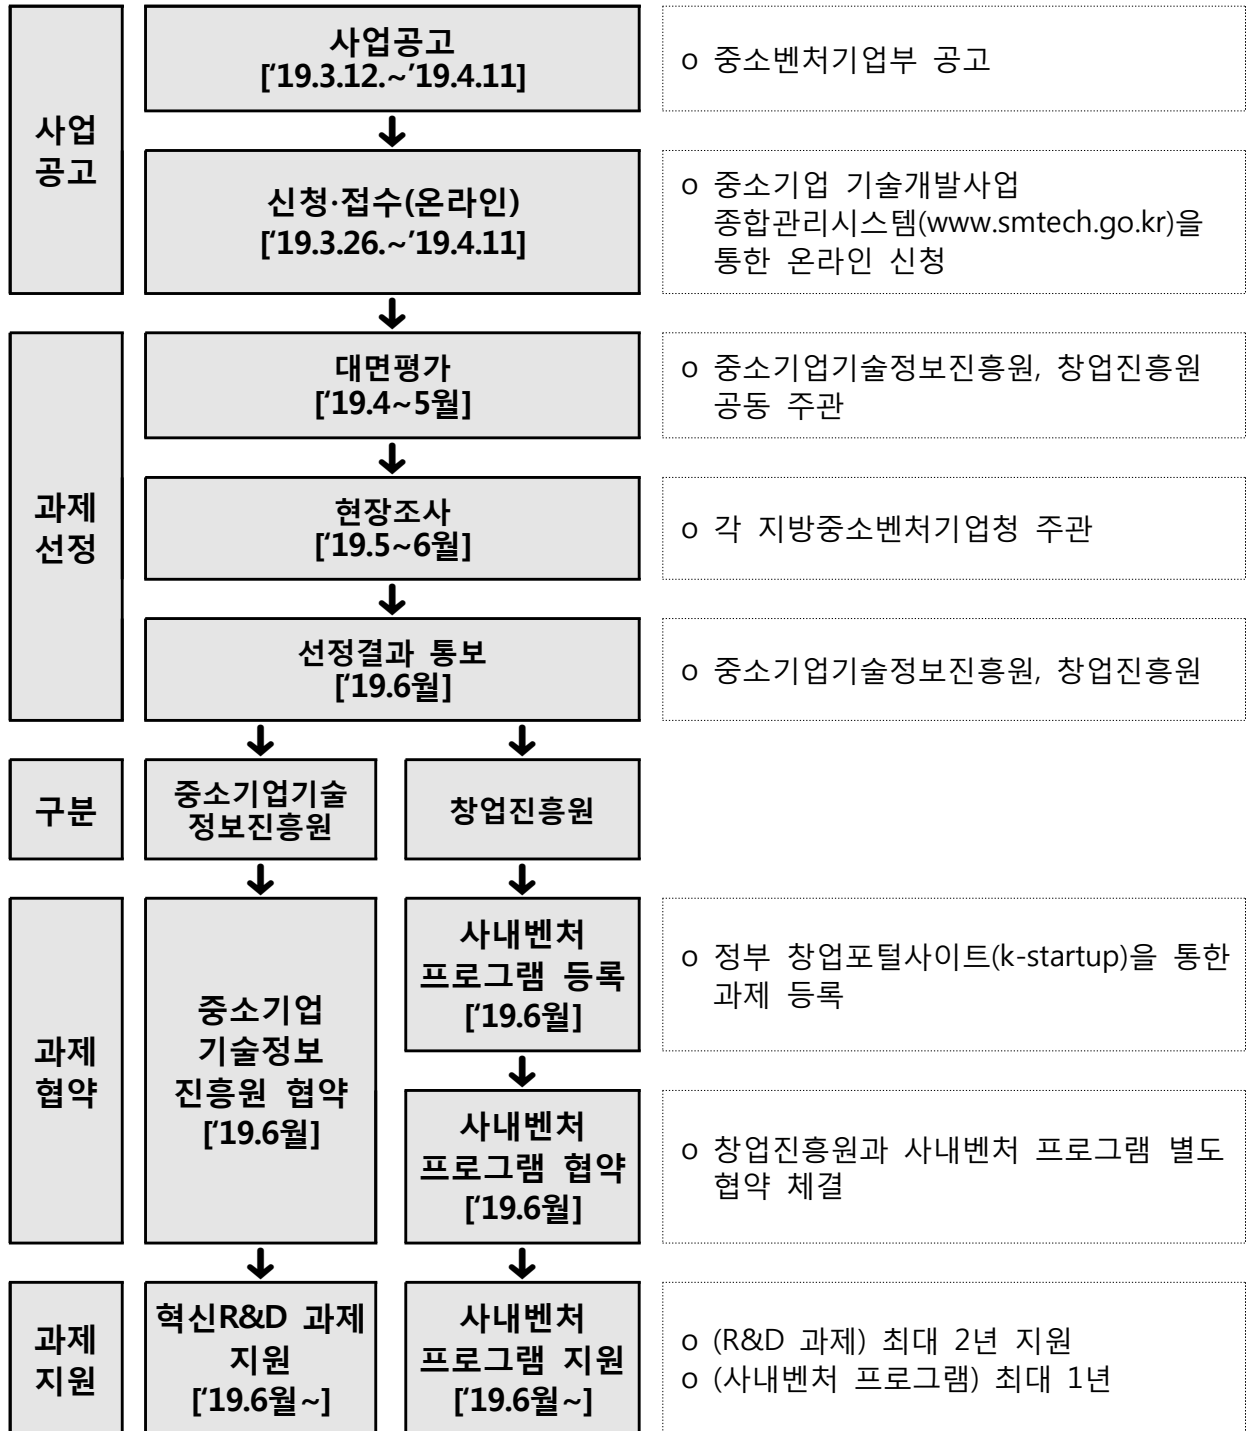 사업
공고
사업공고
['19.3.12.~'19.4.11]
o 중소벤처기업부 공고
신청·접수(온라인)
['19.3.26.~'19.4.11]
o 중소기업 기술개발사업
종합관리시스템(www.smtech.go.kr)을
통한 온라인 신청
과제
선정
대면평가
['19.4~5월]
o 중소기업기술정보진흥원, 창업진흥원
공동 주관
현장조사
['19.5~6월]
o 각 지방중소벤처기업청 주관
선정결과 통보
['19.6월]
o 중소기업기술정보진흥원, 창업진흥원
구분
중소기업기술
정보진흥원
창업진흥원
과제
협약
중소기업
기술정보
진흥원 협약
['19.6월]
사내벤처
프로그램 등록
['19.6월]
o 정부 창업포털사이트(k-startup)을 통한
과제 등록
사내벤처
프로그램 협약
['19.6월]
o 창업진흥원과 사내벤처 프로그램 별도
협약 체결
과제
지원
혁신R&D 과제
지원
['19.6월~]
사내벤처
프로그램 지원
['19.6월~]
o (R&D 과제) 최대 2년 지원
o (사내벤처 프로그램) 최대 1년